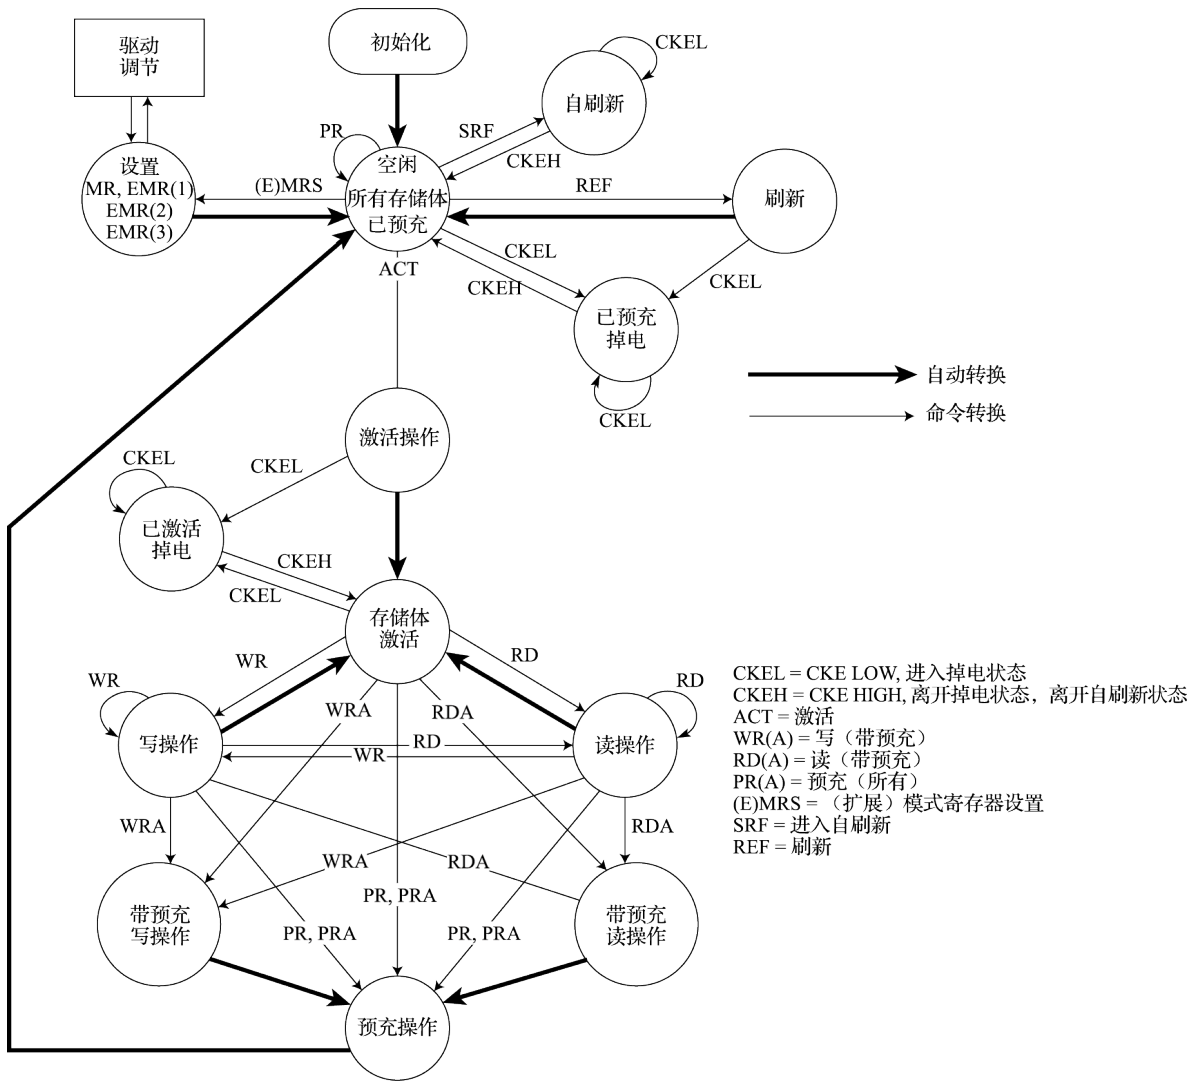 驱动
调节
初始化
CKEL
自刷新
PR
SRF
CKEH
设置
MR, EMR(1)
EMR(2)
EMR(3)
(E)MRS
空闲
所有存储体
已预充
REF
刷新
ACT
CKEL
CKEH
CKEL
已预充
掉电
CKEL
自动转换
命令转换
激活操作
CKEL
CKEL
已激活
掉电
CKEH
CKEL
存储体
激活
WR
RD
WR
WRA
RDA
RD
写操作
RD
WR
读操作
WRA
RDA
WRA
RDA
PR, PRA
带预充
写操作
PR, PRA
PR, PRA
带预充
读操作
预充操作
CKEL = CKE LOW, 进入掉电状态
CKEH = CKE HIGH, 离开掉电状态，离开自刷新状态
ACT = 激活
WR(A) = 写（带预充）
RD(A) = 读（带预充）
PR(A) = 预充（所有）
(E)MRS = （扩展）模式寄存器设置
SRF = 进入自刷新
REF = 刷新